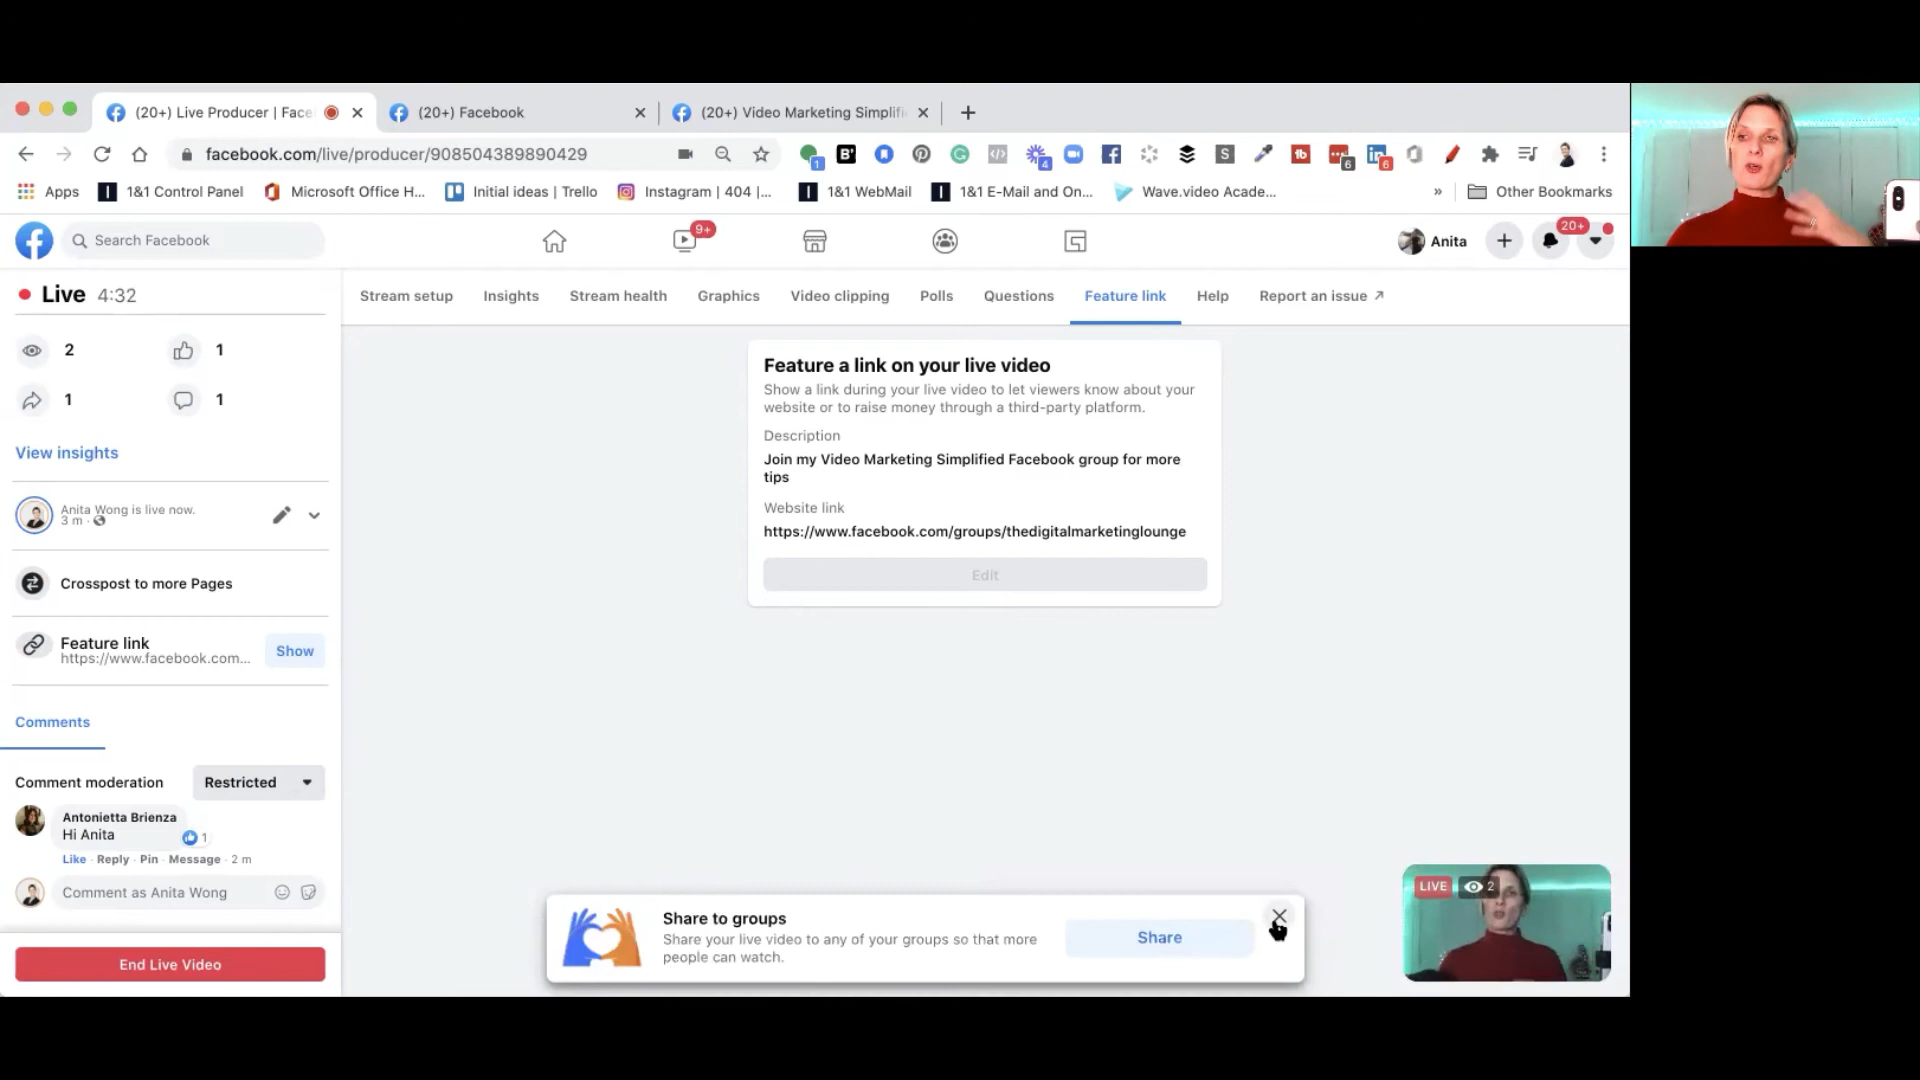 (20+) Live Producer | Face
(20+) Facebook
(20+) Video Marketing Simplifi
facebook.com/live/producer/908504389890429
1
B'
4
S
tb
6
6
Apps
1&1 Control Panel
Microsoft Office H...
Initial ideas | Trello
Instagram | 404 |...
1&1 WebMail
1&1 E-Mail and On...
Wave.video Acade...
»
Other Bookmarks
Search Facebook
9+
Anita
20+
Live 4:32
Stream setup
Insights
Stream health
Graphics
Video clipping
Polls
Questions
Feature link
Help
Report an issue
2
1
1
1
View insights
Anita Wong is live now.
3 m ·
Crosspost to more Pages
Feature link
https://www.facebook.com...
Show
Comments
Comment moderation
Restricted
Antonietta Brienza
Hi Anita
1
Like · Reply · Pin · Message · 2 m
Comment as Anita Wong
End Live Video
Feature a link on your live video
Show a link during your live video to let viewers know about your
website or to raise money through a third-party platform.
Description
Join my Video Marketing Simplified Facebook group for more
tips
Website link
https://www.facebook.com/groups/thedigitalmarketinglounge
Edit
Share to groups
Share your live video to any of your groups so that more
people can watch.
Share
LIVE
2